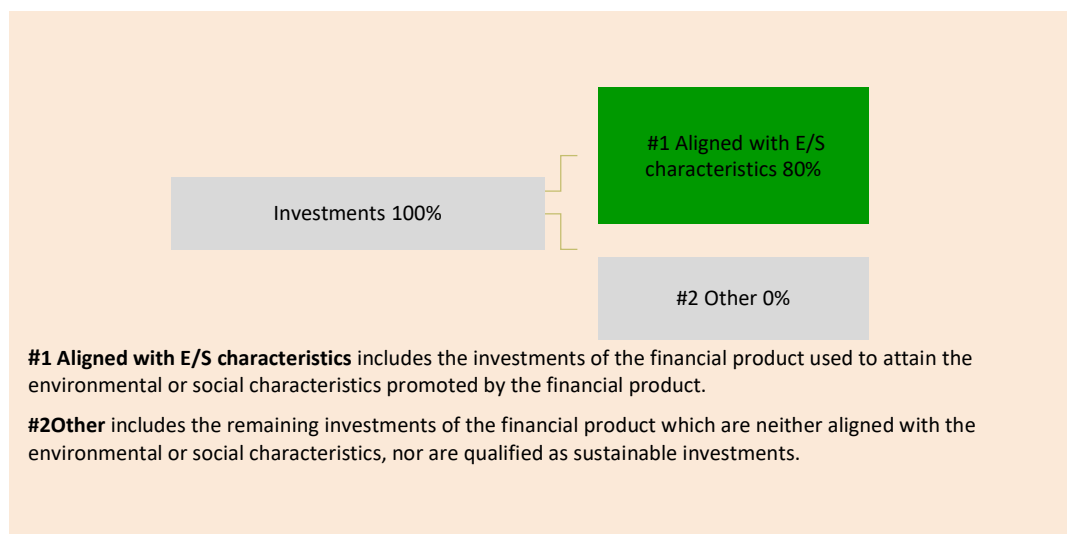 #1 Aligned with E/S
characteristics 80%
Investments 100%
#2 Other 0%
#1 Aligned with E/S characteristics includes the investments of the financial product used to attain the
environmental or social characteristics promoted by the financial product.
#2Other includes the remaining investments of the financial product which are neither aligned with the
environmental or social characteristics, nor are qualified as sustainable investments.